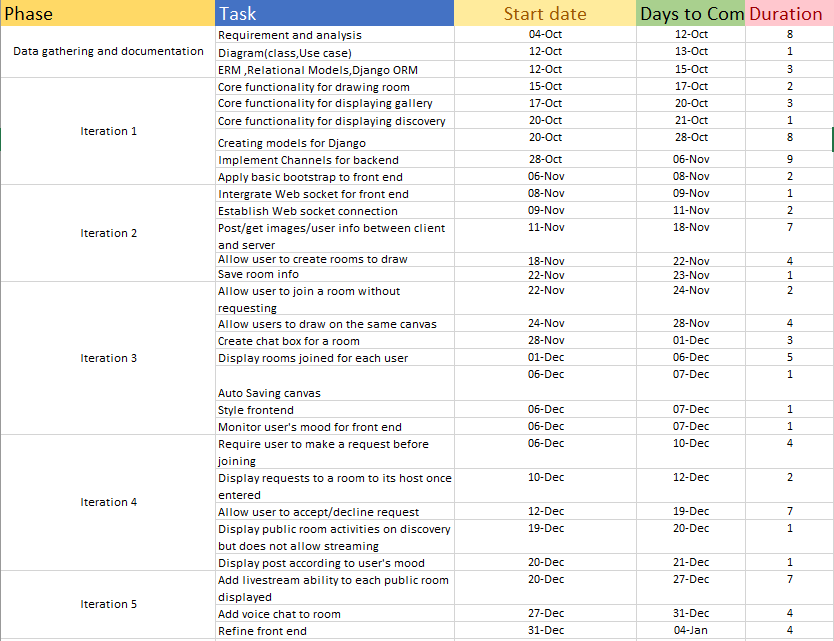 Phase Task Start date Days to Com Duration
Data gathering and documentation
Requirement and analysis 04-Oct 12-Oct 8
Diagram(class,Use case) 12-Oct 13-Oct 1
ERM ,Relational Models,Django ORM 12-Oct 15-Oct 3
Iteration 1
Core functionality for drawing room 15-Oct 17-Oct 2
Core functionality for displaying gallery 17-Oct 20-Oct 3
Core functionality for displaying discovery 20-Oct 21-Oct 1
Creating models for Django 20-Oct 28-Oct 8
Implement Channels for backend 28-Oct 06-Nov 9
Apply basic bootstrap to front end 06-Nov 08-Nov 2
Iteration 2
Intergrate Web socket for front end 08-Nov 09-Nov 1
Establish Web socket connection 09-Nov 11-Nov 2
Post/get images/user info between client 11-Nov 18-Nov 7
and server
Allow user to create rooms to draw 18-Nov 22-Nov 4
Save room info 22-Nov 23-Nov 1
Iteration 3
Allow user to join a room without 22-Nov 24-Nov 2
requesting
Allow users to draw on the same canvas 24-Nov 28-Nov 4
Create chat box for a room 28-Nov 01-Dec 3
Display rooms joined for each user 01-Dec 06-Dec 5
Auto Saving canvas 06-Dec 07-Dec 1
Style frontend 06-Dec 07-Dec 1
Monitor user's mood for front end 06-Dec 07-Dec 1
Iteration 4
Require user to make a request before 06-Dec 10-Dec 4
joining
Display requests to a room to its host once 10-Dec 12-Dec 2
entered
Allow user to accept/decline request 12-Dec 19-Dec 7
Display public room activities on discovery 19-Dec 20-Dec 1
but does not allow streaming
Display post according to user's mood 20-Dec 21-Dec 1
Iteration 5
Add livestream ability to each public room 20-Dec 27-Dec 7
displayed
Add voice chat to room 27-Dec 31-Dec 4
Refine front end 31-Dec 04-Jan 4